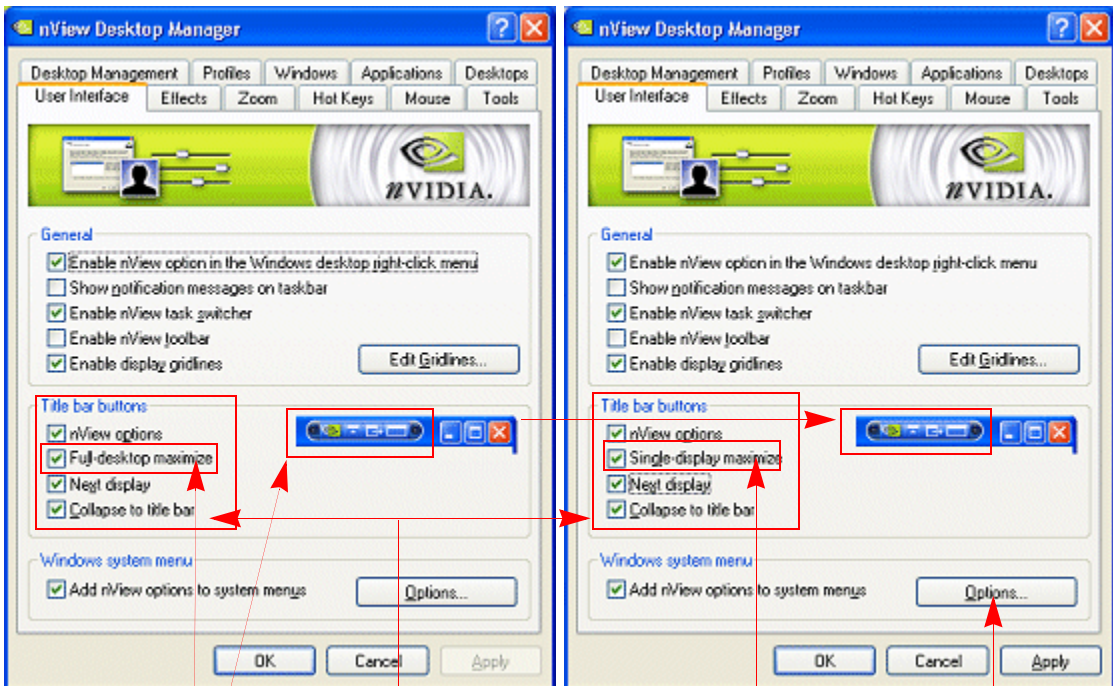 nView Desktop Manager
Desktop Management Profiles Windows Applications Desktops
User Interface Effects Zoom Hot Keys Mouse Tools
nVIDIA.
General
Enable nView option in the Windows desktop right-click menu
Show notification messages on taskbar
Enable nView task switcher
Enable nView toolbar
Enable display gridlines
Edit Gridlines...
Title bar buttons
nView options
Full-desktop maximize
Next display
Collapse to title bar
Windows system menu
Add nView options to system menus
Options...
OK Cancel Apply
nView Desktop Manager
Desktop Management Profiles Windows Applications Desktops
User Interface Effects Zoom Hot Keys Mouse Tools
nVIDIA.
General
Enable nView option in the Windows desktop right-click menu
Show notification messages on taskbar
Enable nView task switcher
Enable nView toolbar
Enable display gridlines
Edit Gridlines...
Title bar buttons
nView options
Single-display maximize
Next display
Collapse to title bar
Windows system menu
Add nView options to system menus
Options...
OK Cancel Apply